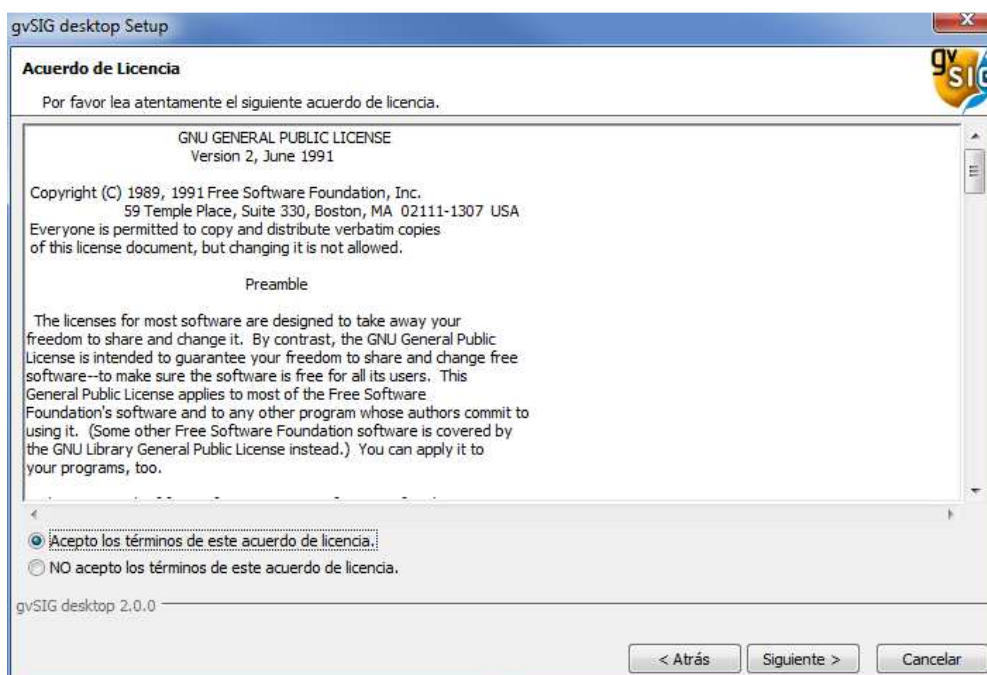 gvSIG desktop Setup
Acuerdo de Licencia
gv
SIG
Por favor lea atentamente el siguiente acuerdo de licencia.
GNU GENERAL PUBLIC LICENSE
Version 2, June 1991
Copyright (C) 1989, 1991 Free Software Foundation, Inc.
59 Temple Place, Suite 330, Boston, MA 02111-1307 USA
Everyone is permitted to copy and distribute verbatim copies
of this license document, but changing it is not allowed.
Preamble
The licenses for most software are designed to take away your
freedom to share and change it. By contrast, the GNU General Public
License is intended to guarantee your freedom to share and change free
software--to make sure the software is free for all its users. This
General Public License applies to most of the Free Software
Foundation's software and to any other program whose authors commit to
using it. (Some other Free Software Foundation software is covered by
the GNU Library General Public License instead.) You can apply it to
your programs, too.
Acepto los términos de este acuerdo de licencia.
NO acepto los términos de este acuerdo de licencia.
gvSIG desktop 2.0.0
< Atrás Siguiente > Cancelar